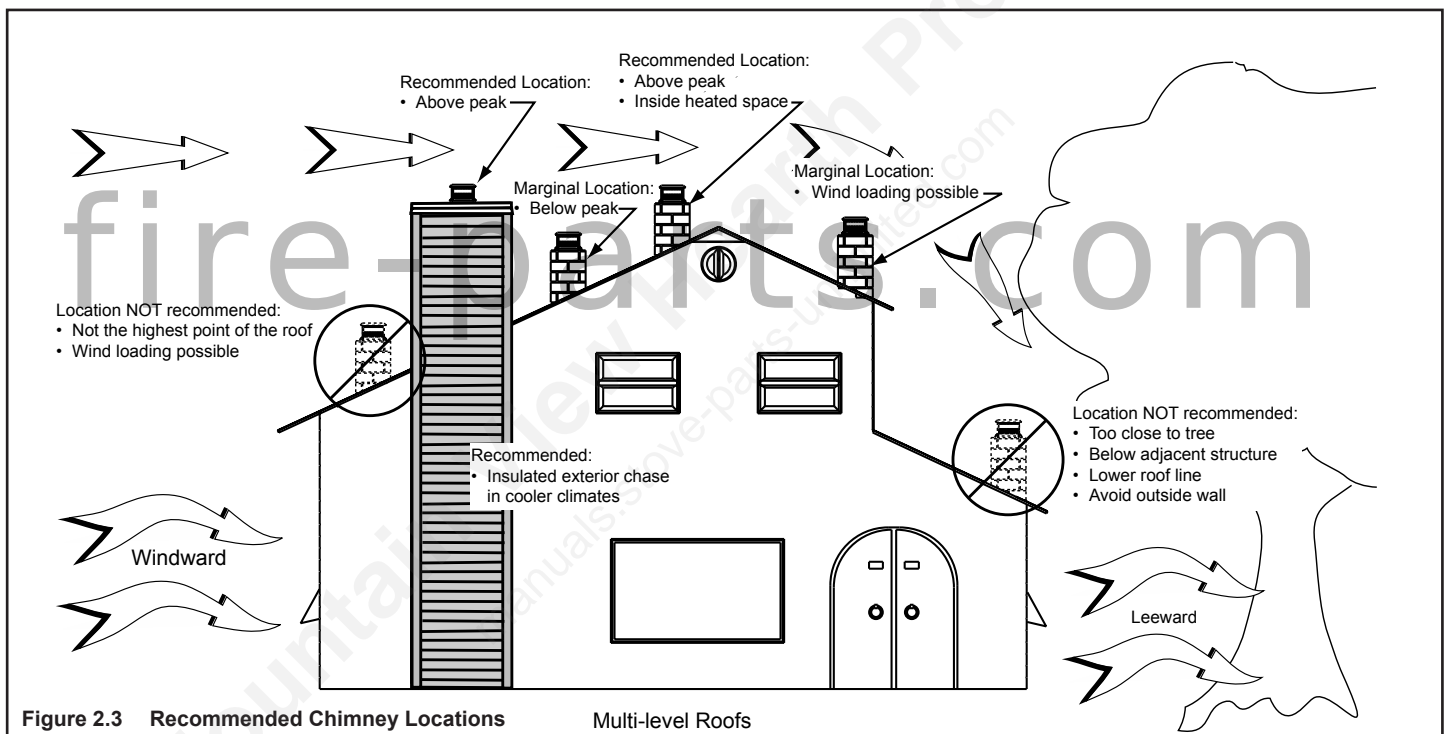 Recommended Location:
• Above peak
Recommended Location:
• Above peak
• Inside heated space
Marginal Location:
• Below peak
Marginal Location:
• Wind loading possible
fire-parts.com
Location NOT recommended:
• Not the highest point of the roof
• Wind loading possible
Location NOT recommended:
• Too close to tree
• Below adjacent structure
• Lower roof line
• Avoid outside wall
Recommended:
• Insulated exterior chase
in cooler climates
Windward
Leeward
Figure 2.3 Recommended Chimney Locations
Multi-level Roofs